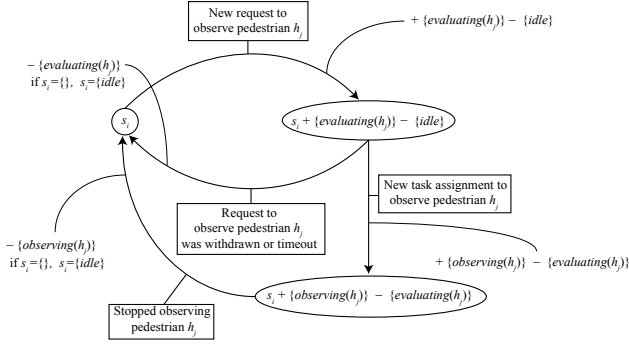 New request to
observe pedestrian hj
+ {evaluating(hj)} − {idle}
− {evaluating(hj)}
if si={}, si={idle}
si
si + {evaluating(hj)} − {idle}
New task assignment to
observe pedestrian hj
Request to
observe pedestrian hj
was withdrawn or timeout
− {observing(hj)}
if si={}, si={idle}
+ {observing(hj)} − {evaluating(hj)}
si + {observing(hj)} − {evaluating(hj)}
Stopped observing
pedestrian hj